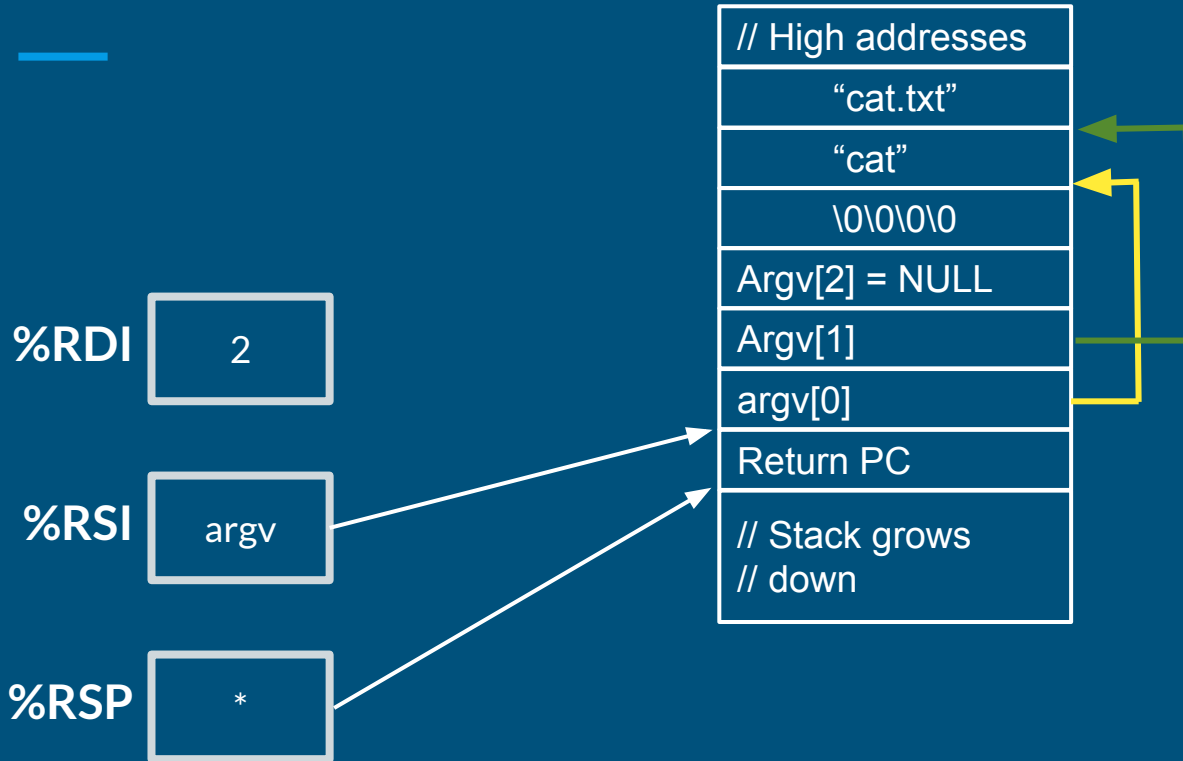 // High addresses
“cat.txt”
“cat”
\0\0\0\0
Argv[2] = NULL
%RDI 2
Argv[1]
argv[0]
Return PC
%RSI argv
// Stack grows
// down
%RSP *